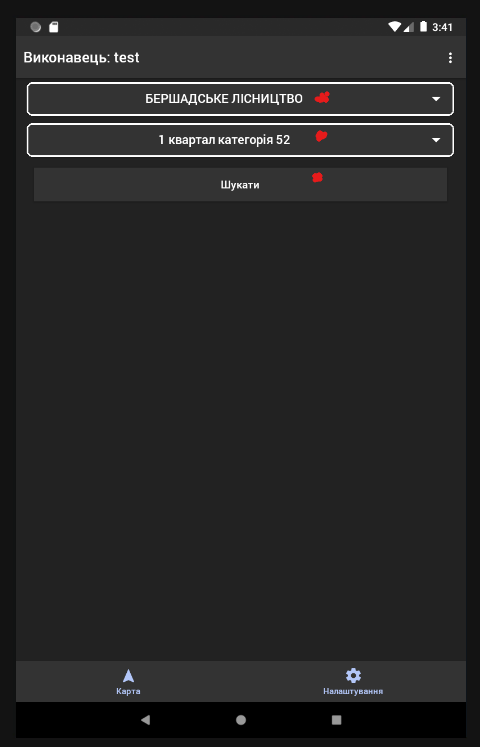 3:41
Виконавець: test
БЕРШАДСЬКЕ ЛІСНИЦТВО
1 квартал категорія 52
Шукати
Карта
Налаштування